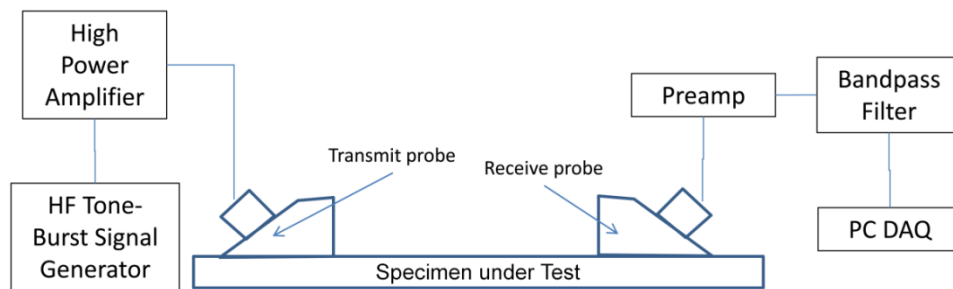 High
Power
Amplifier
HF Tone-
Burst Signal
Generator
Transmit probe
Receive probe
Specimen under Test
Preamp
Bandpass
Filter
PC DAQ